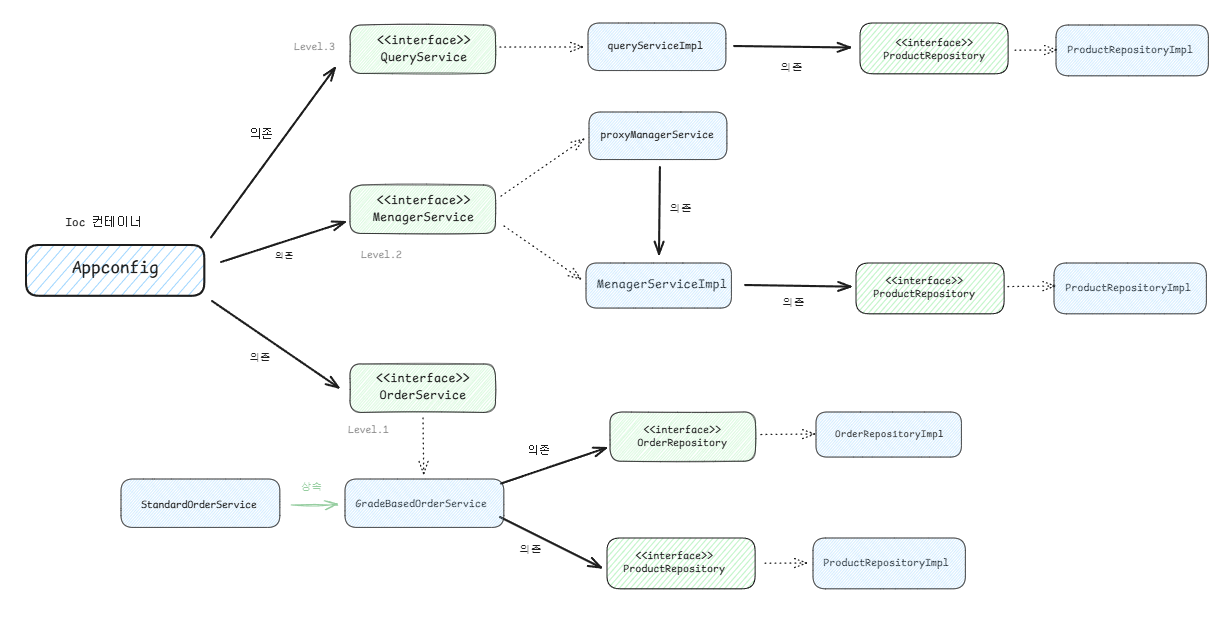 Level.3
<<interface>>
QueryService
queryServiceImpl
의존
<<interface>>
ProductRepository
ProductRepositoryImpl
의존
proxyManagerService
의존
Ioc 컨테이너
Appconfig
의존
<<interface>>
MenagerService
Level.2
MenagerServiceImpl
의존
<<interface>>
ProductRepository
ProductRepositoryImpl
의존
<<interface>>
OrderService
Level.1
의존
<<interface>>
OrderRepository
OrderRepositoryImpl
StandardOrderService
상속
GradeBasedOrderService
의존
<<interface>>
ProductRepository
ProductRepositoryImpl